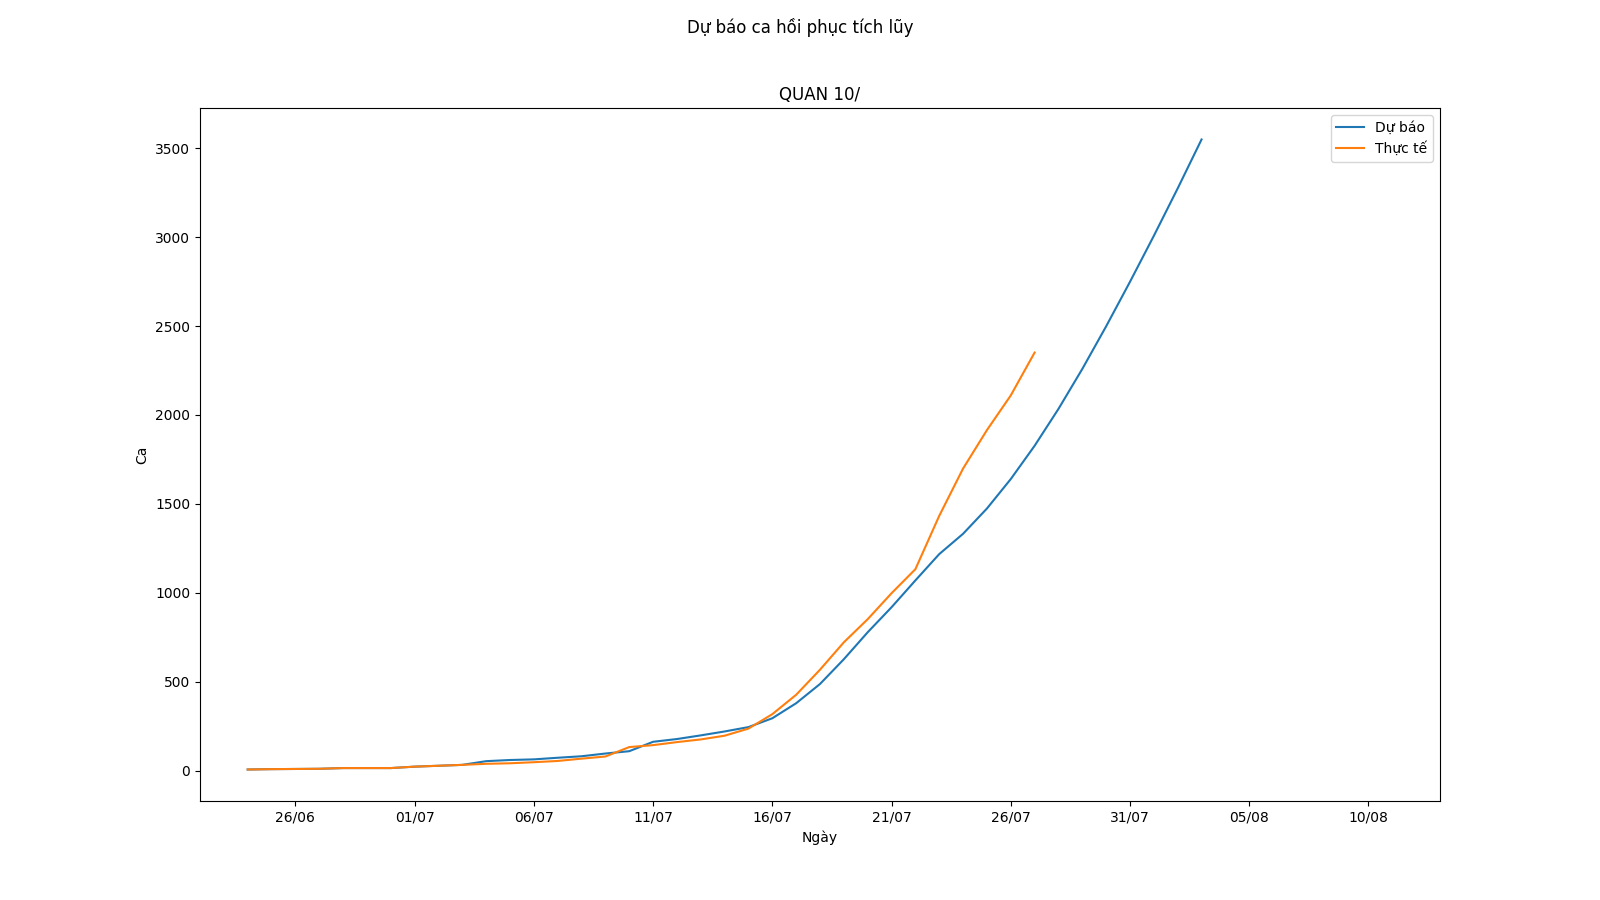 Dự báo ca hồi phục tích lũy
QUAN 10/
Dự báo
Thực tế
3500
3000
2500
2000
1500
1000
500
0
Ca
26/06 01/07 06/07 11/07 16/07 21/07 26/07 31/07 05/08 10/08
Ngày